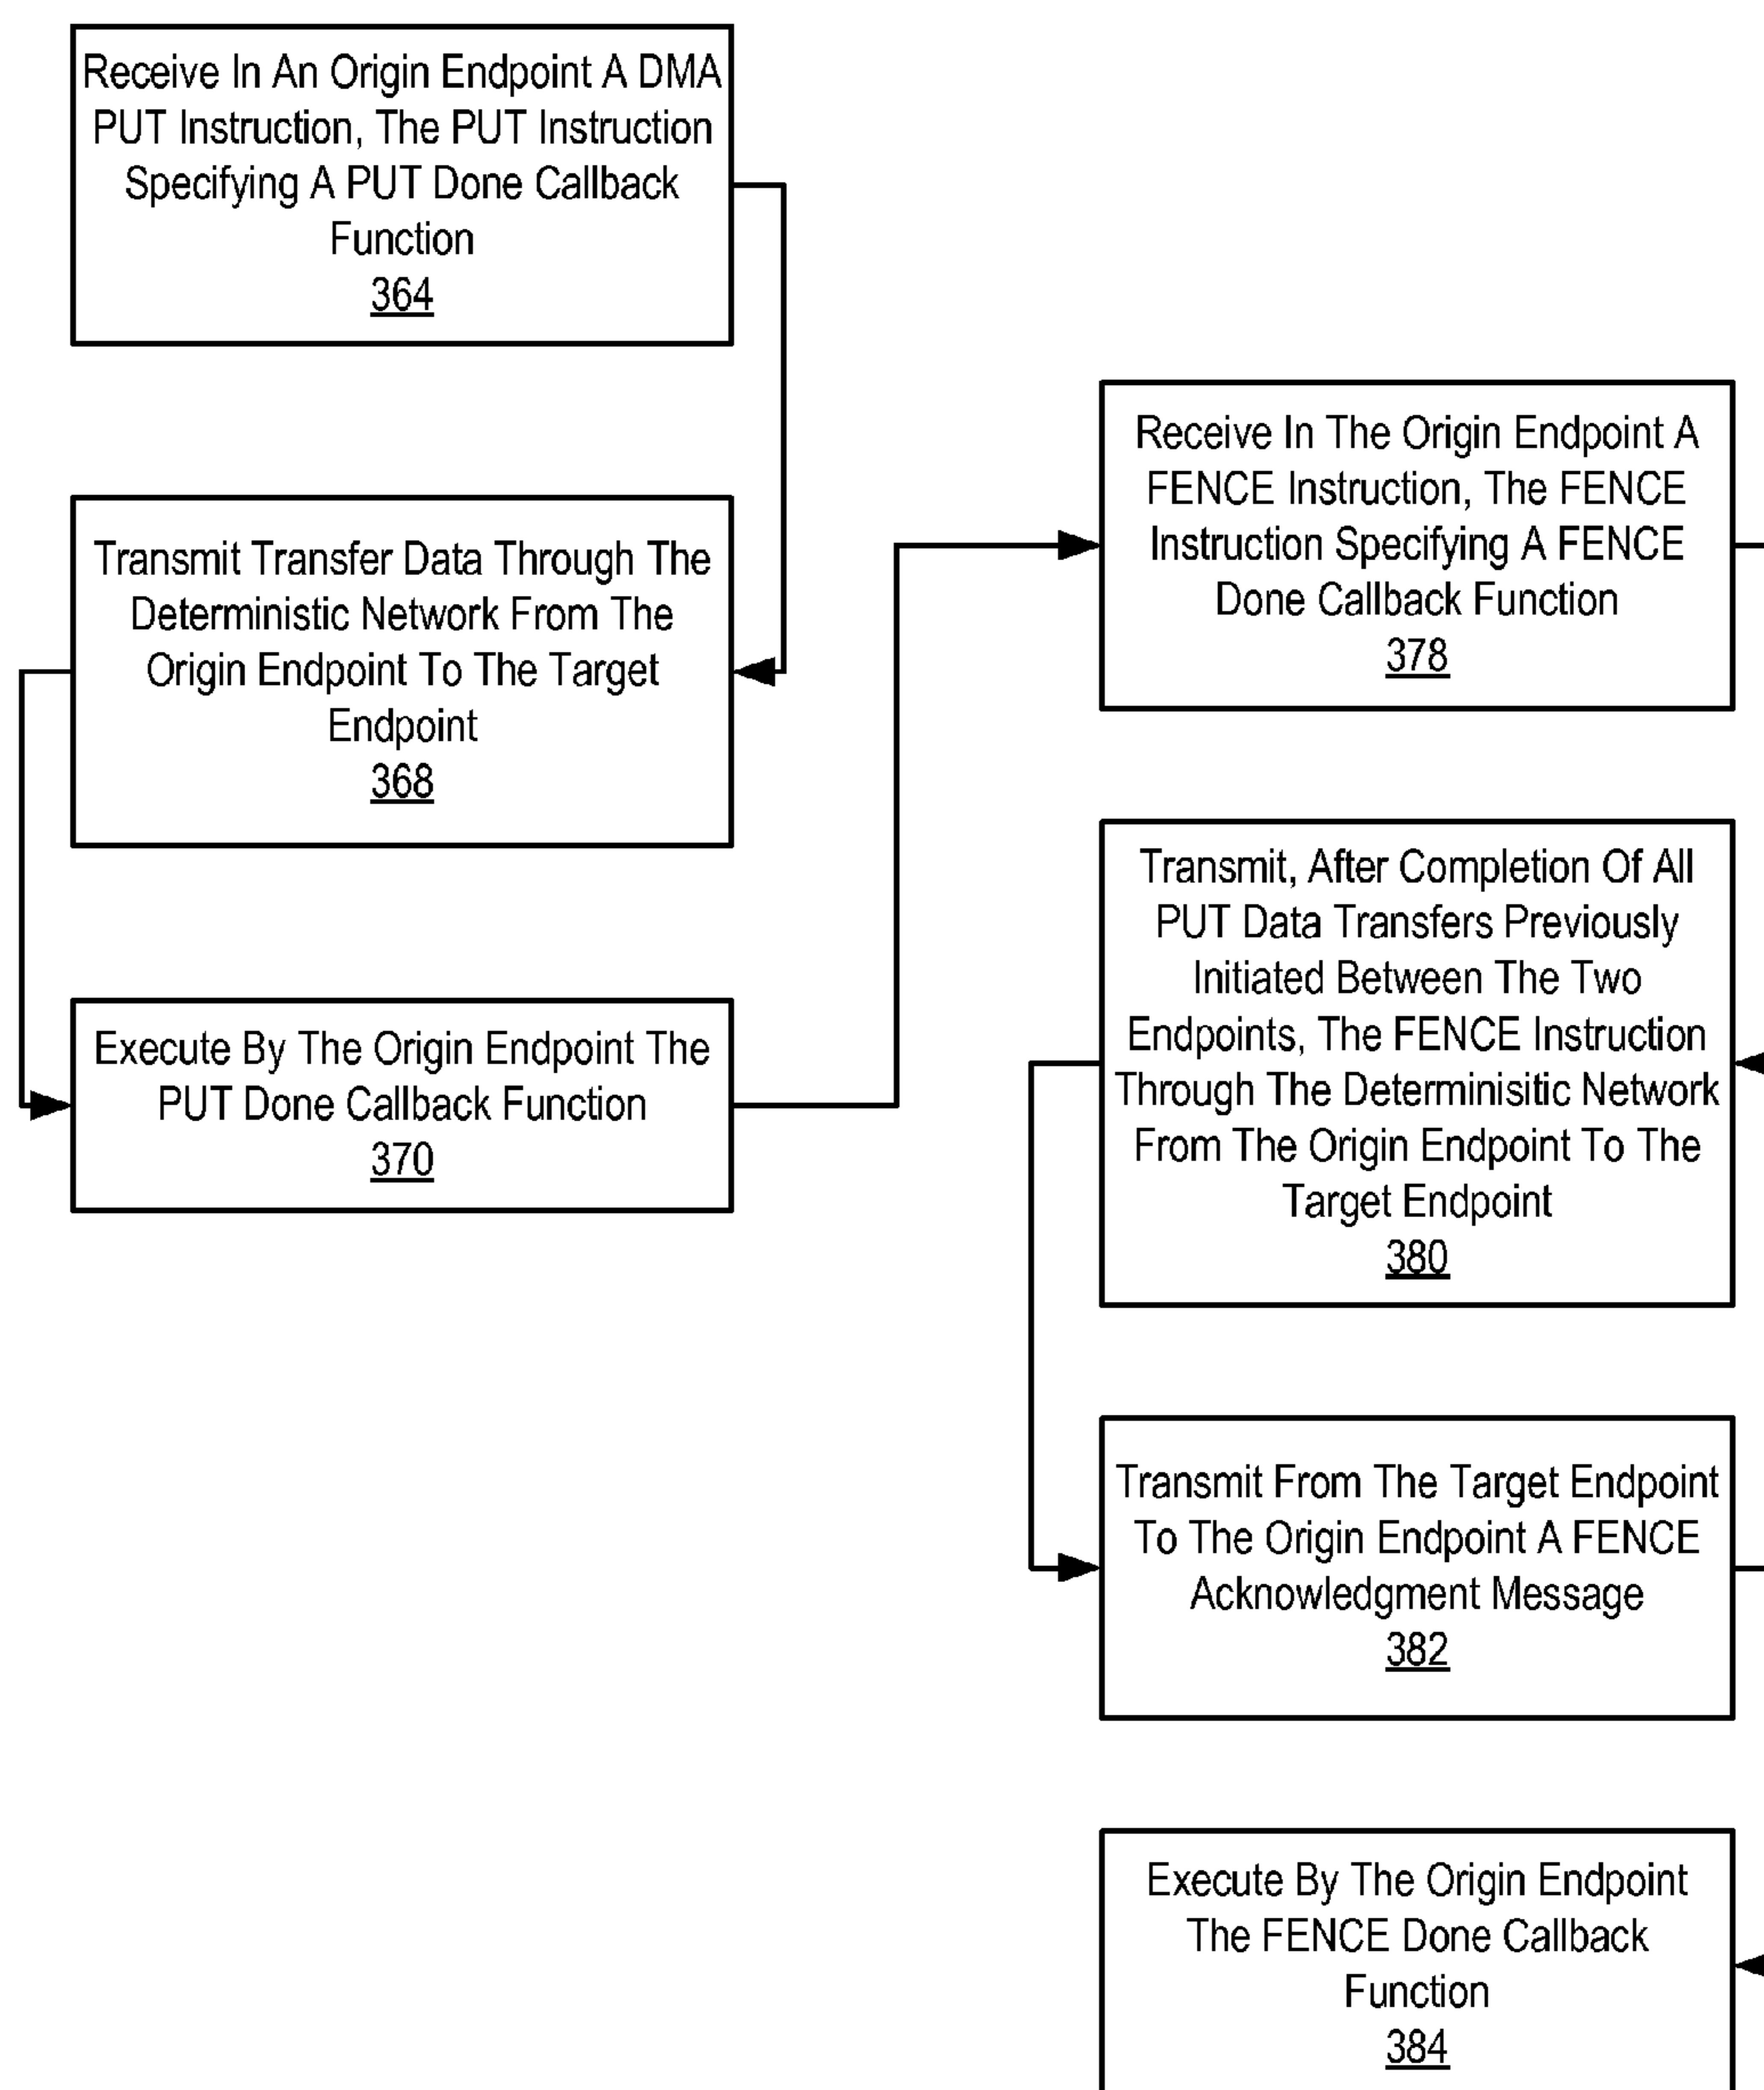 Receive In An Origin Endpoint A DMA
PUT Instruction, The PUT Instruction
Specifying A PUT Done Callback
Function
364
Transmit Transfer Data Through The
Deterministic Network From The
Origin Endpoint To The Target
Endpoint
368
Execute By The Origin Endpoint The
PUT Done Callback Function
370
Receive In The Origin Endpoint A
FENCE Instruction, The FENCE
Instruction Specifying A FENCE
Done Callback Function
378
Transmit, After Completion Of All
PUT Data Transfers Previously
Initiated Between The Two
Endpoints, The FENCE Instruction
Through The Determinisitic Network
From The Origin Endpoint To The
Target Endpoint
380
Transmit From The Target Endpoint
To The Origin Endpoint A FENCE
Acknowledgment Message
382
Execute By The Origin Endpoint
The FENCE Done Callback
Function
384